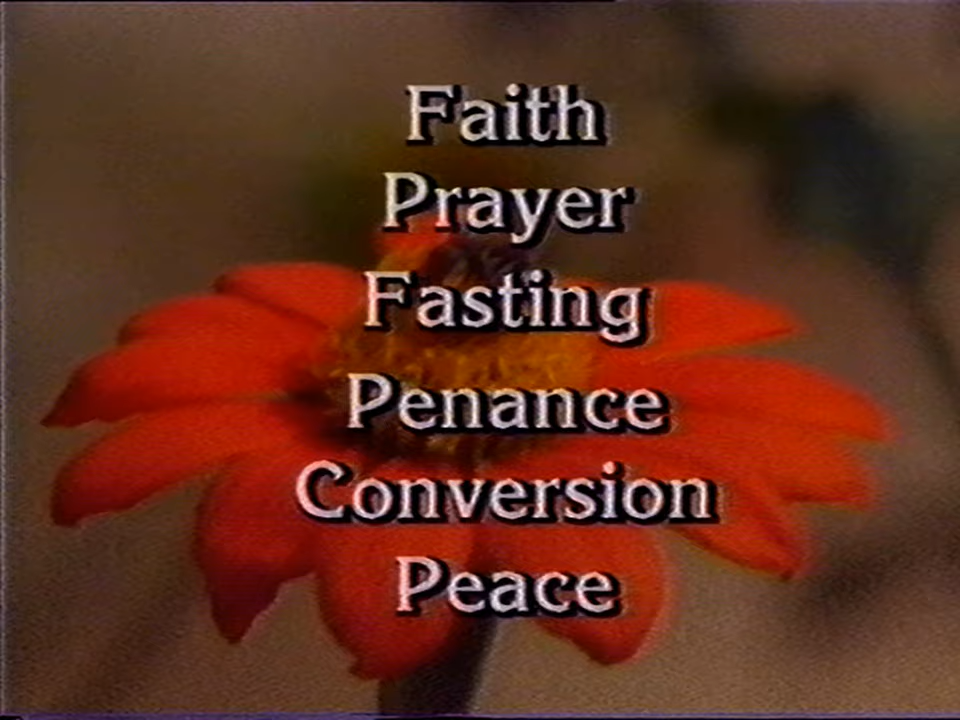 Faith
Prayer
Fasting
Penance
Conversion
Peace